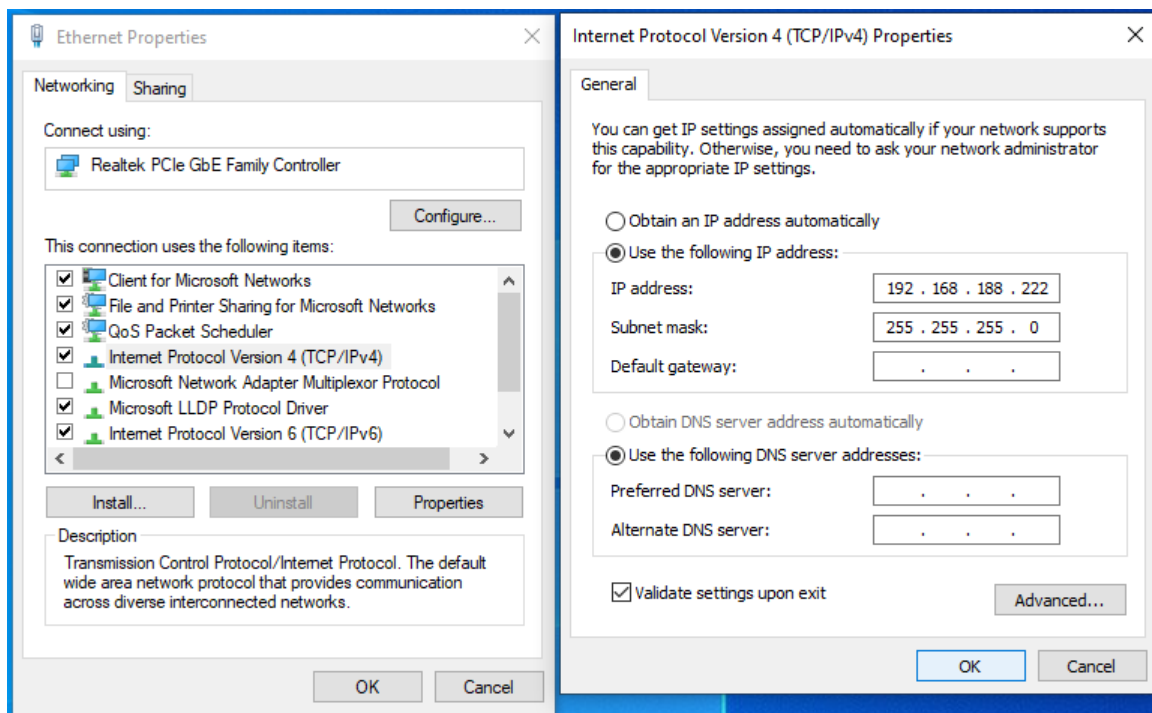 Ethernet Properties
Networking
Sharing
Connect using:
Realtek PCIe GbE Family Controller
Configure...
This connection uses the following items:
Client for Microsoft Networks
File and Printer Sharing for Microsoft Networks
QoS Packet Scheduler
Internet Protocol Version 4 (TCP/IPv4)
Microsoft Network Adapter Multiplexor Protocol
Microsoft LLDP Protocol Driver
Internet Protocol Version 6 (TCP/IPv6)
Install...
Uninstall
Properties
Description
Transmission Control Protocol/Internet Protocol. The default
wide area network protocol that provides communication
across diverse interconnected networks.
OK
Cancel
Internet Protocol Version 4 (TCP/IPv4) Properties
General
You can get IP settings assigned automatically if your network supports
this capability. Otherwise, you need to ask your network administrator
for the appropriate IP settings.
Obtain an IP address automatically
Use the following IP address:
IP address: 192 . 168 . 188 . 222
Subnet mask: 255 . 255 . 255 . 0
Default gateway: . . .
Obtain DNS server address automatically
Use the following DNS server addresses:
Preferred DNS server: . . .
Alternate DNS server: . . .
Validate settings upon exit
Advanced...
OK
Cancel